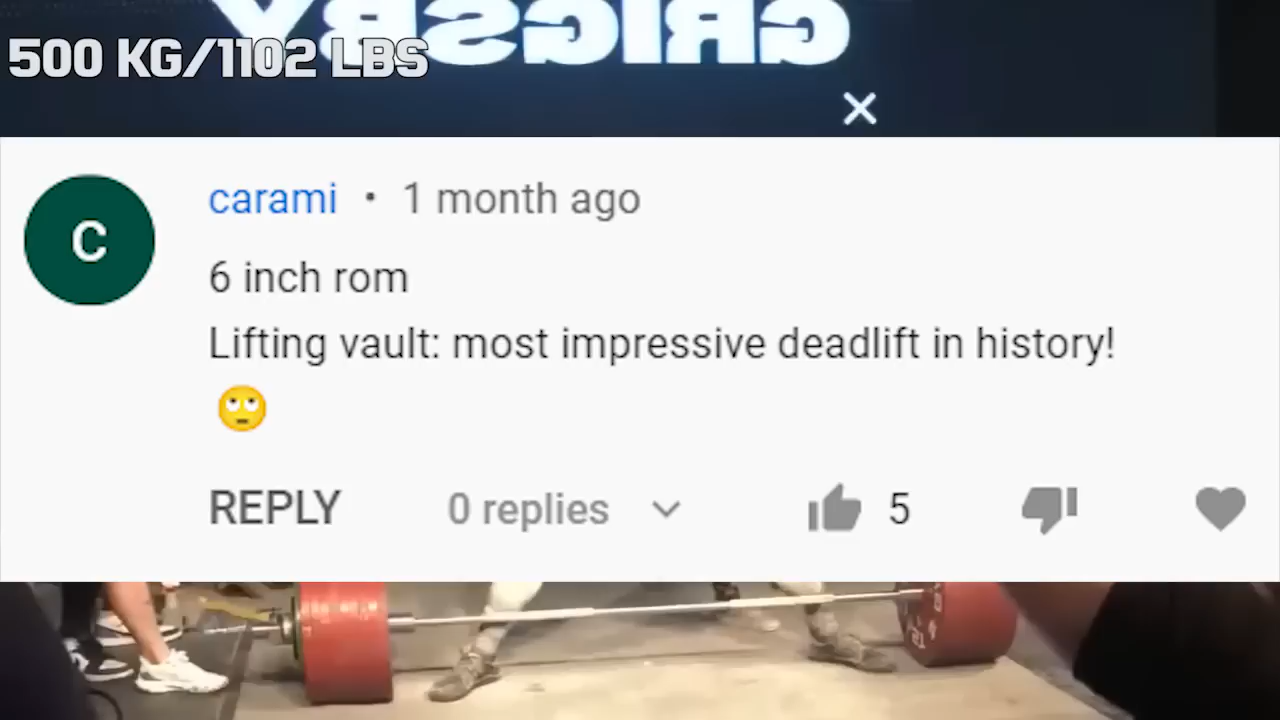 GRIGSBY
500 KG/1102 LBS
carami • 1 month ago
6 inch rom
Lifting vault: most impressive deadlift in history!
🙄
REPLY 0 replies 5
C